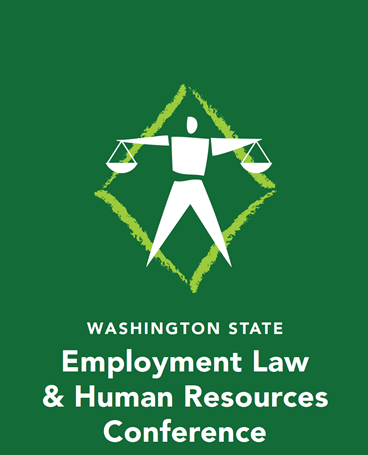 WASHINGTON STATE
Employment Law
& Human Resources
Conference